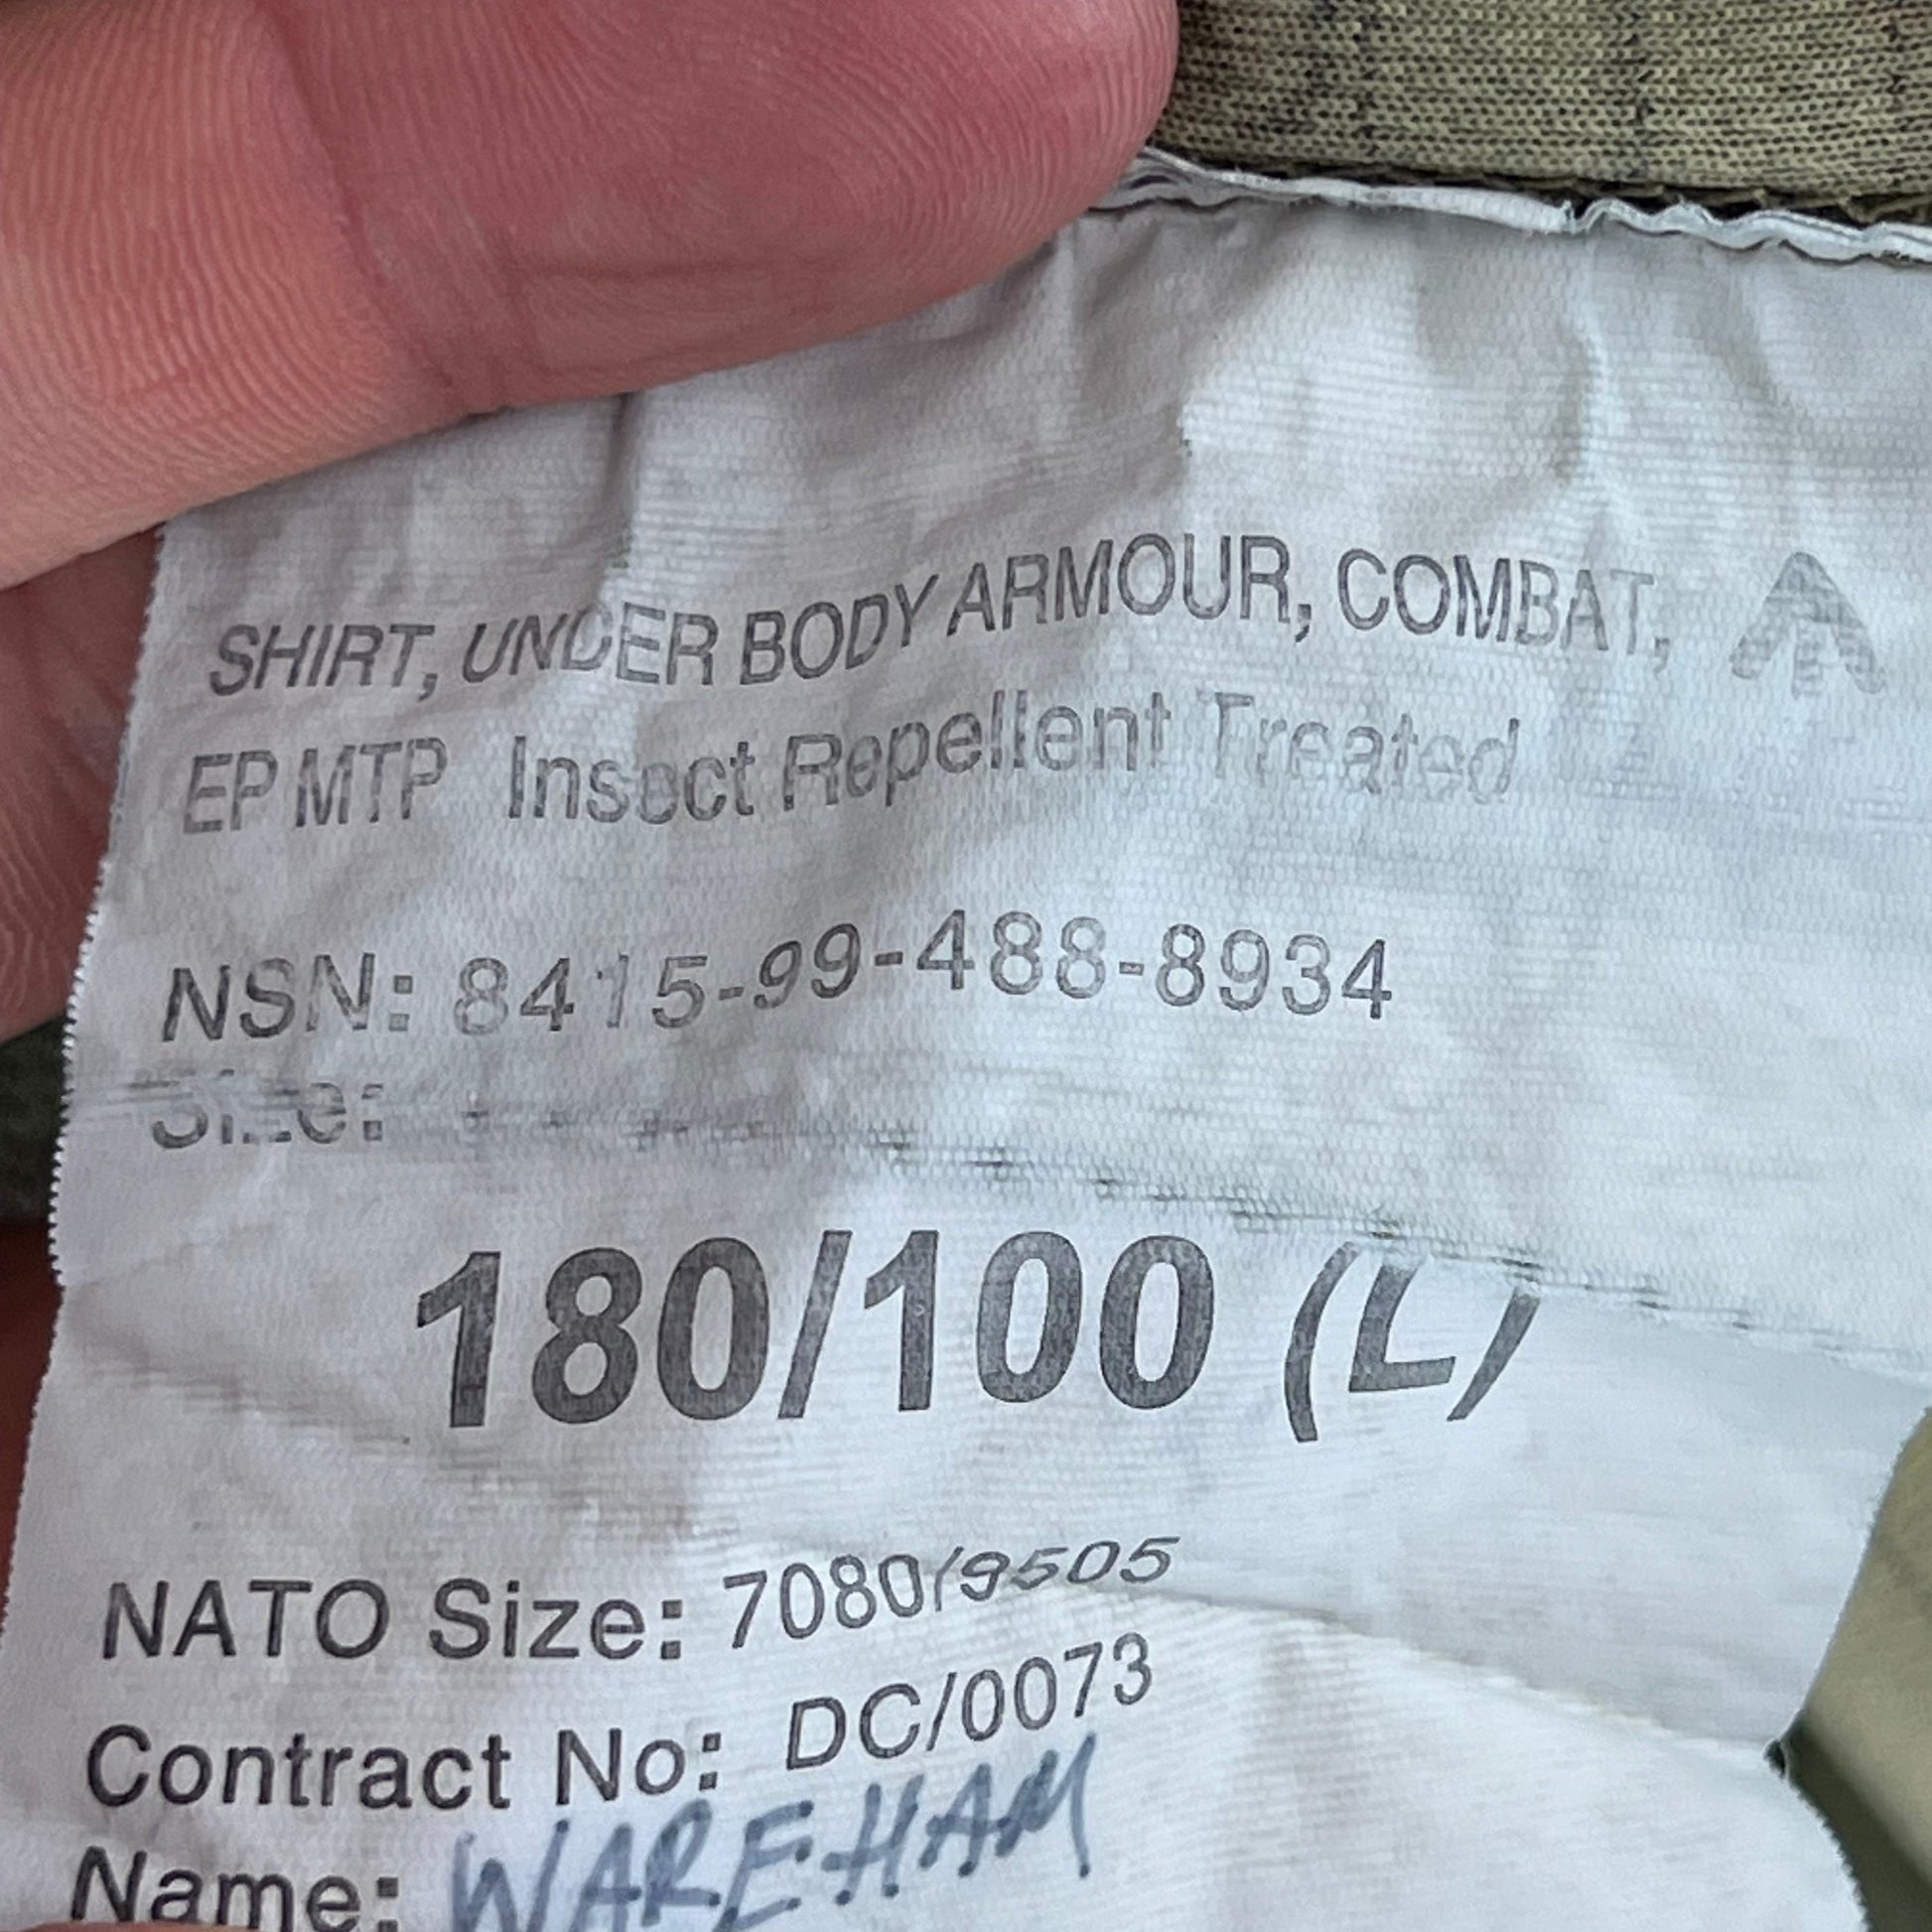 SHIRT, UNDER BODY ARMOUR, COMBAT,
EP MTP Insect Repellent Treated
NSN: 8415-99-488-8934
Size:
180/100 (L)
NATO Size: 7080/9505
Contract No: DC/0073
Name: WAREHAM